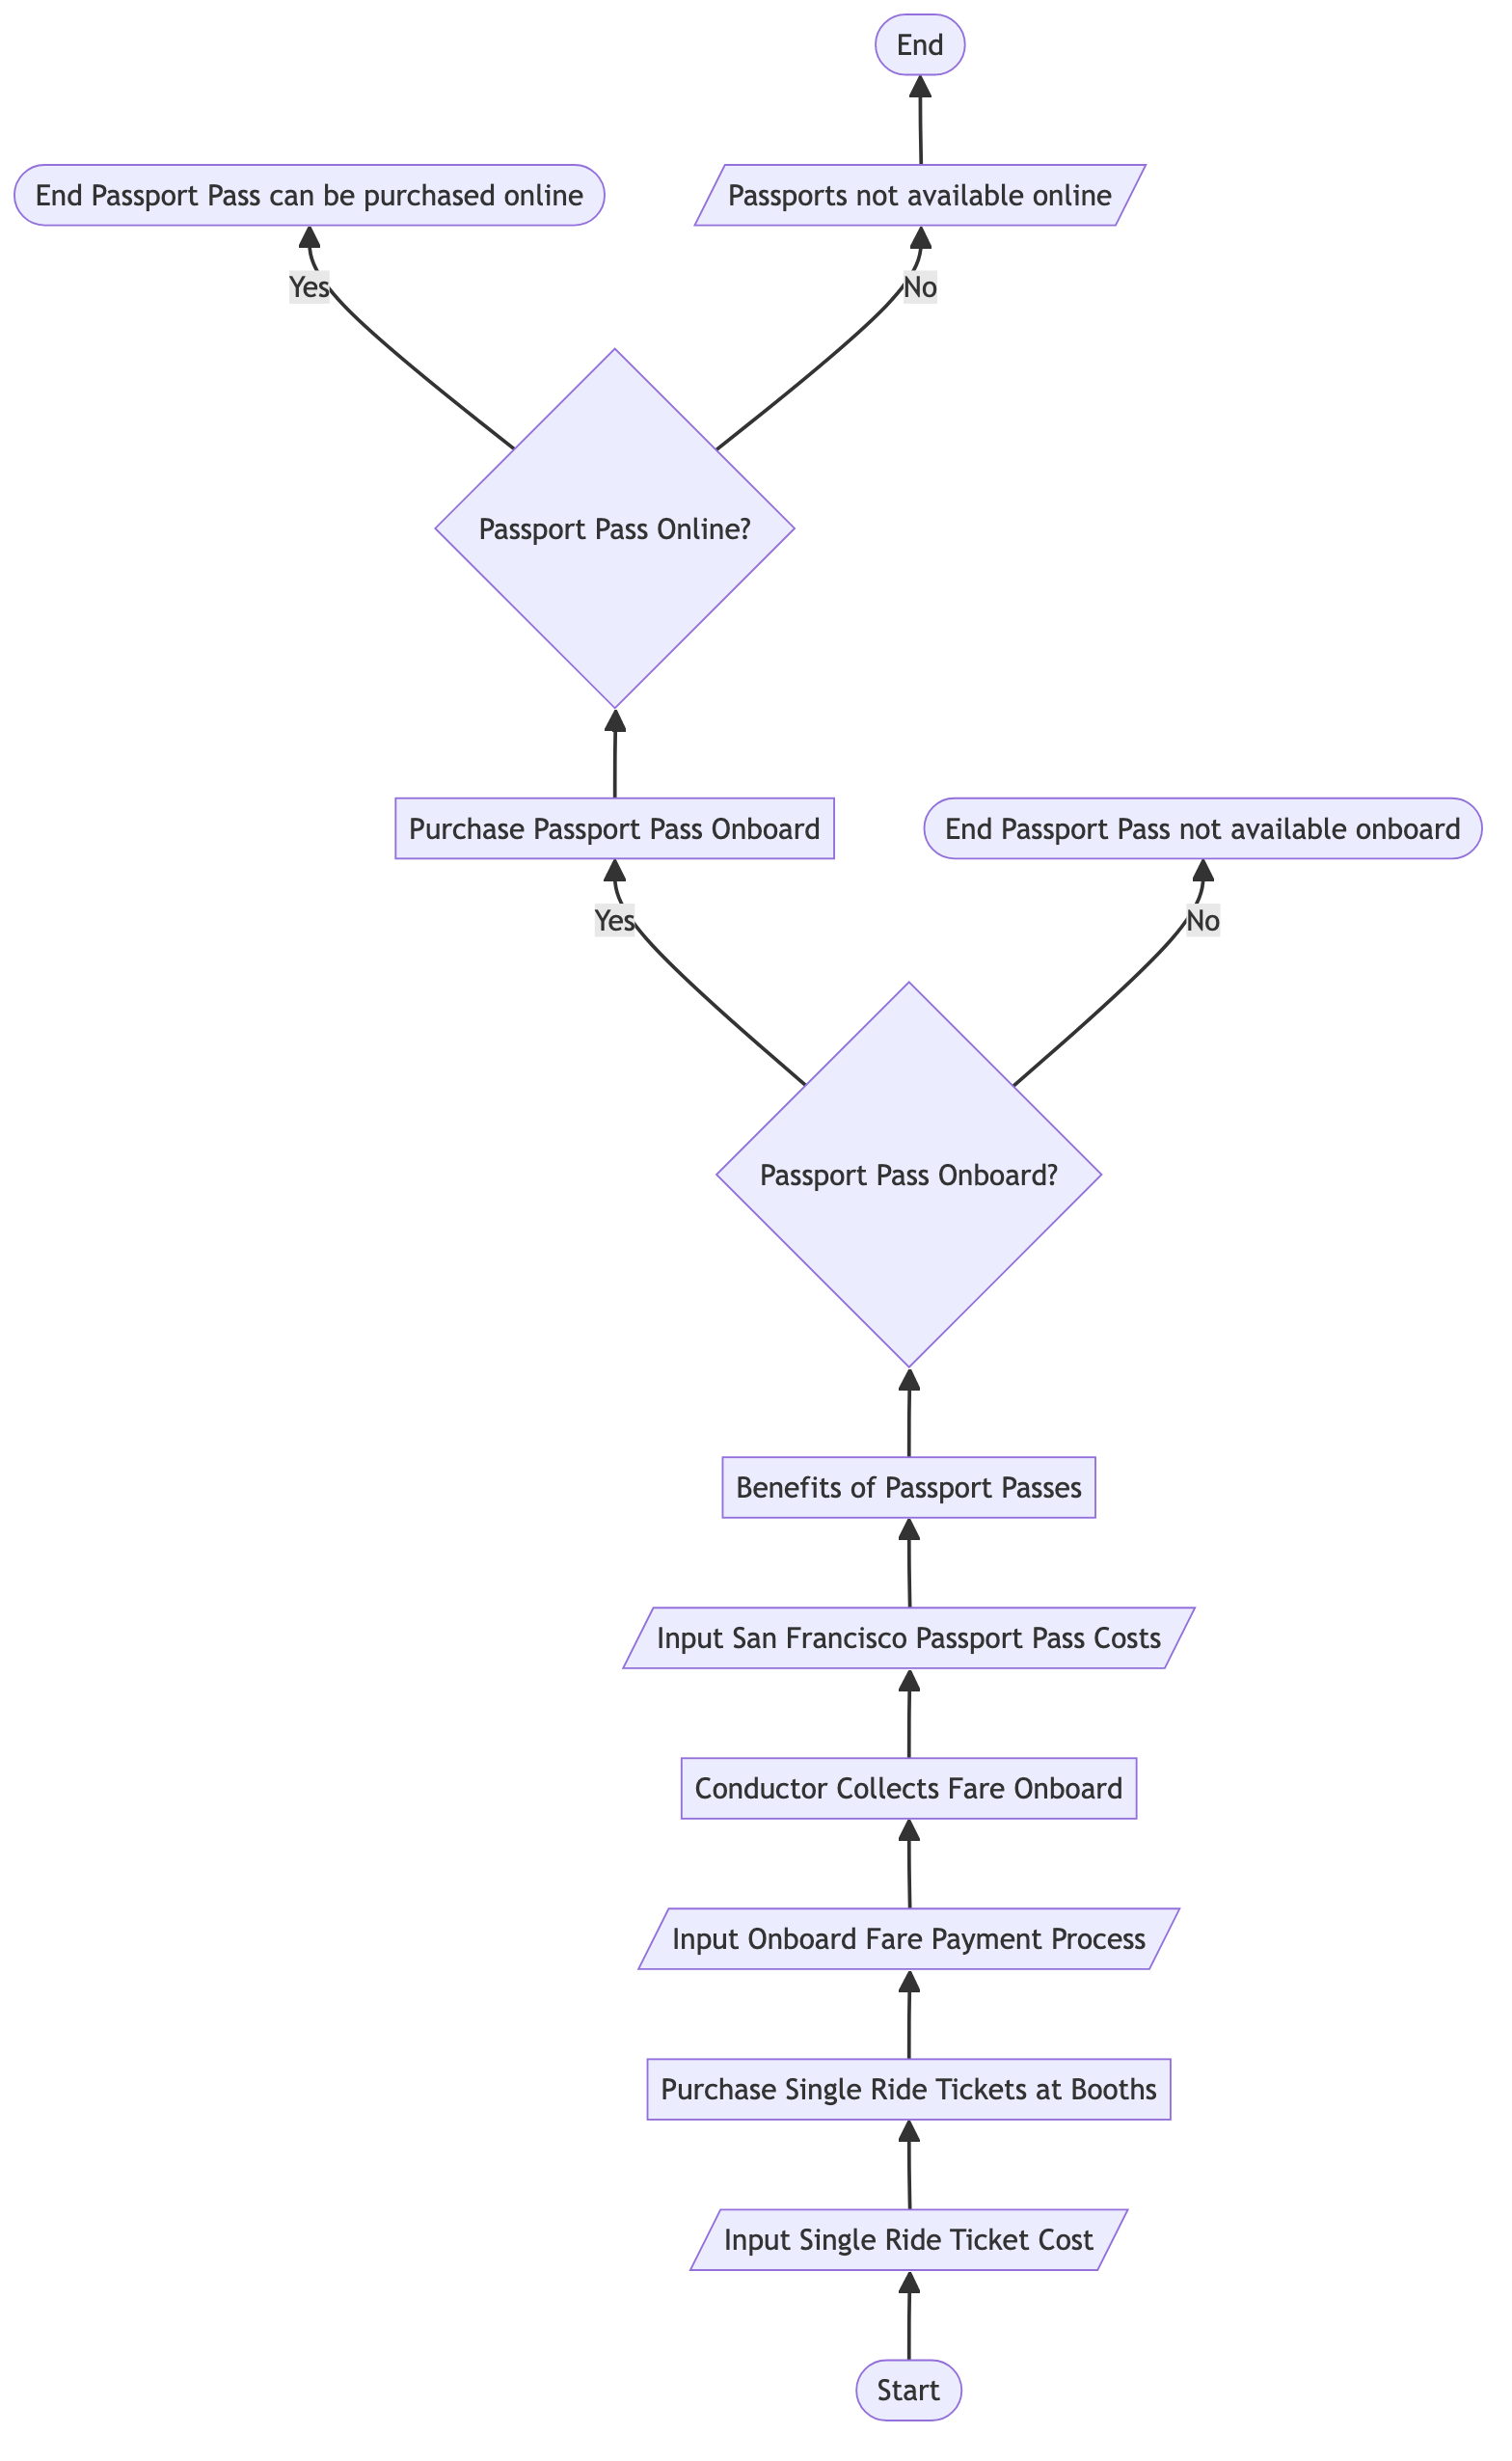 End
End Passport Pass can be purchased online
Passports not available online
Yes
No
Passport Pass Online?
Purchase Passport Pass Onboard
End Passport Pass not available onboard
Yes
No
Passport Pass Onboard?
Benefits of Passport Passes
Input San Francisco Passport Pass Costs
Conductor Collects Fare Onboard
Input Onboard Fare Payment Process
Purchase Single Ride Tickets at Booths
Input Single Ride Ticket Cost
Start